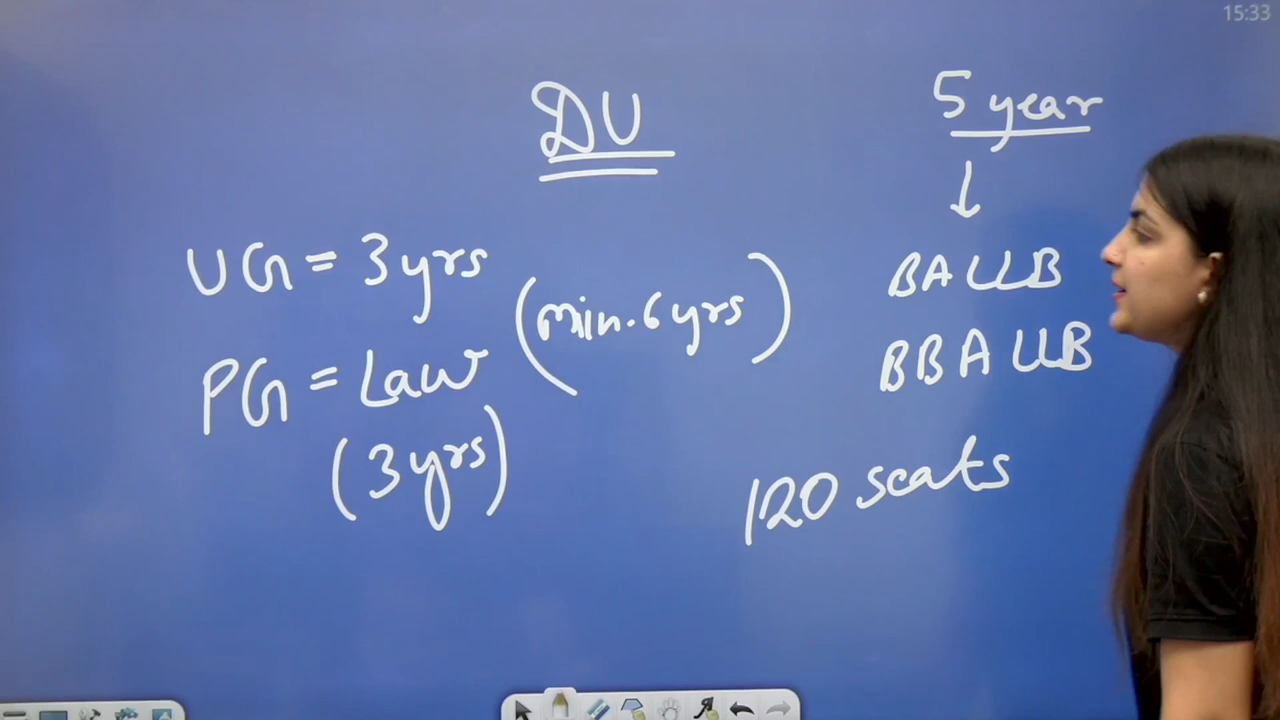 15:33
DU
UG = 3 yrs
PG = Law
(3 yrs)
(min. 6 yrs)
5 year
↓
BA LLB
BBA LLB
120 seats